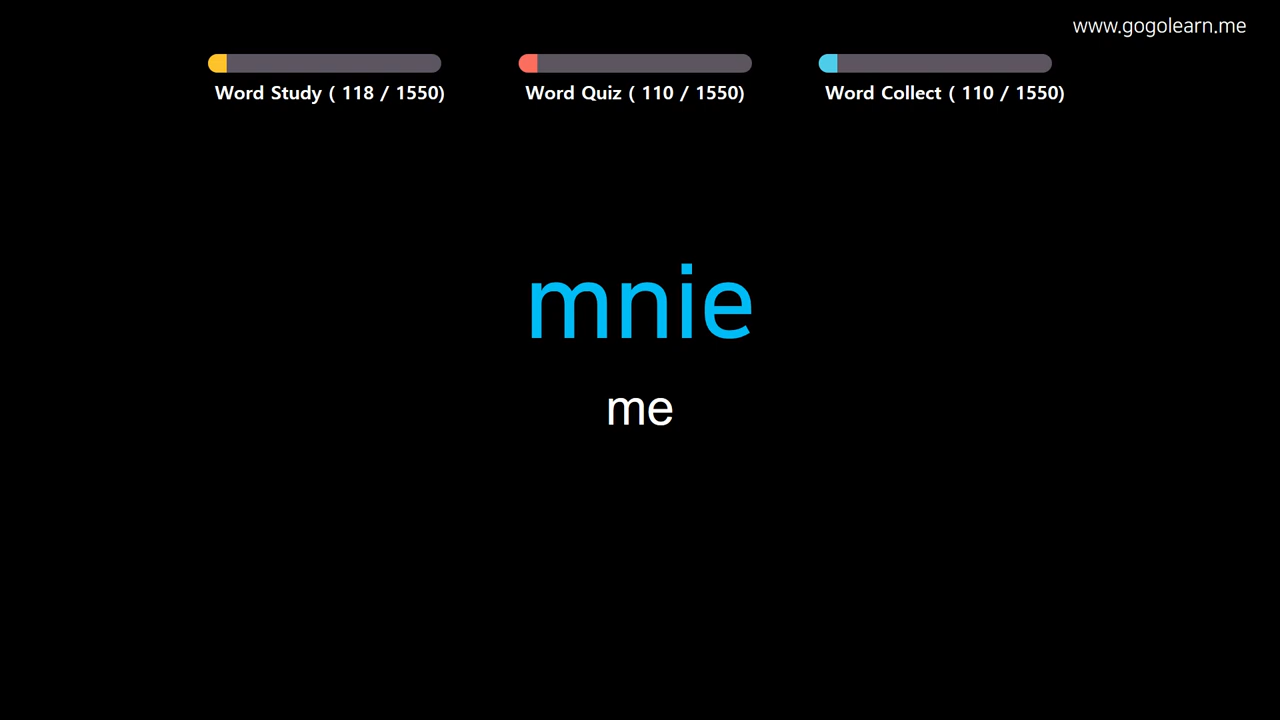 www.gogolearn.me
Word Study ( 118 / 1550)
Word Quiz ( 110 / 1550)
Word Collect ( 110 / 1550)
mnie
me